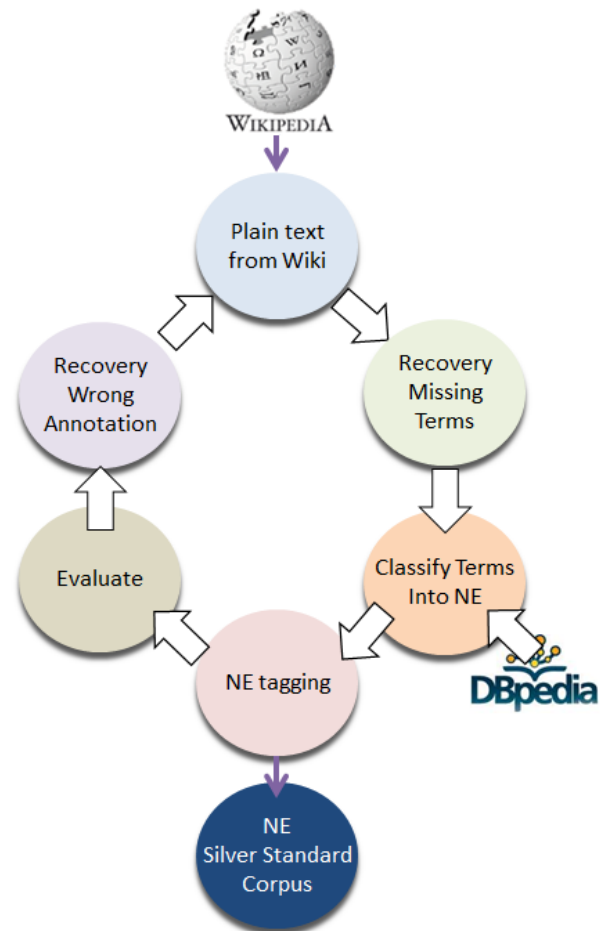 WIKIPEDIA
Plain text
from Wiki
Recovery
Missing
Terms
Classify Terms
Into NE
DBpedia
NE tagging
Evaluate
Recovery
Wrong
Annotation
NE
Silver Standard
Corpus